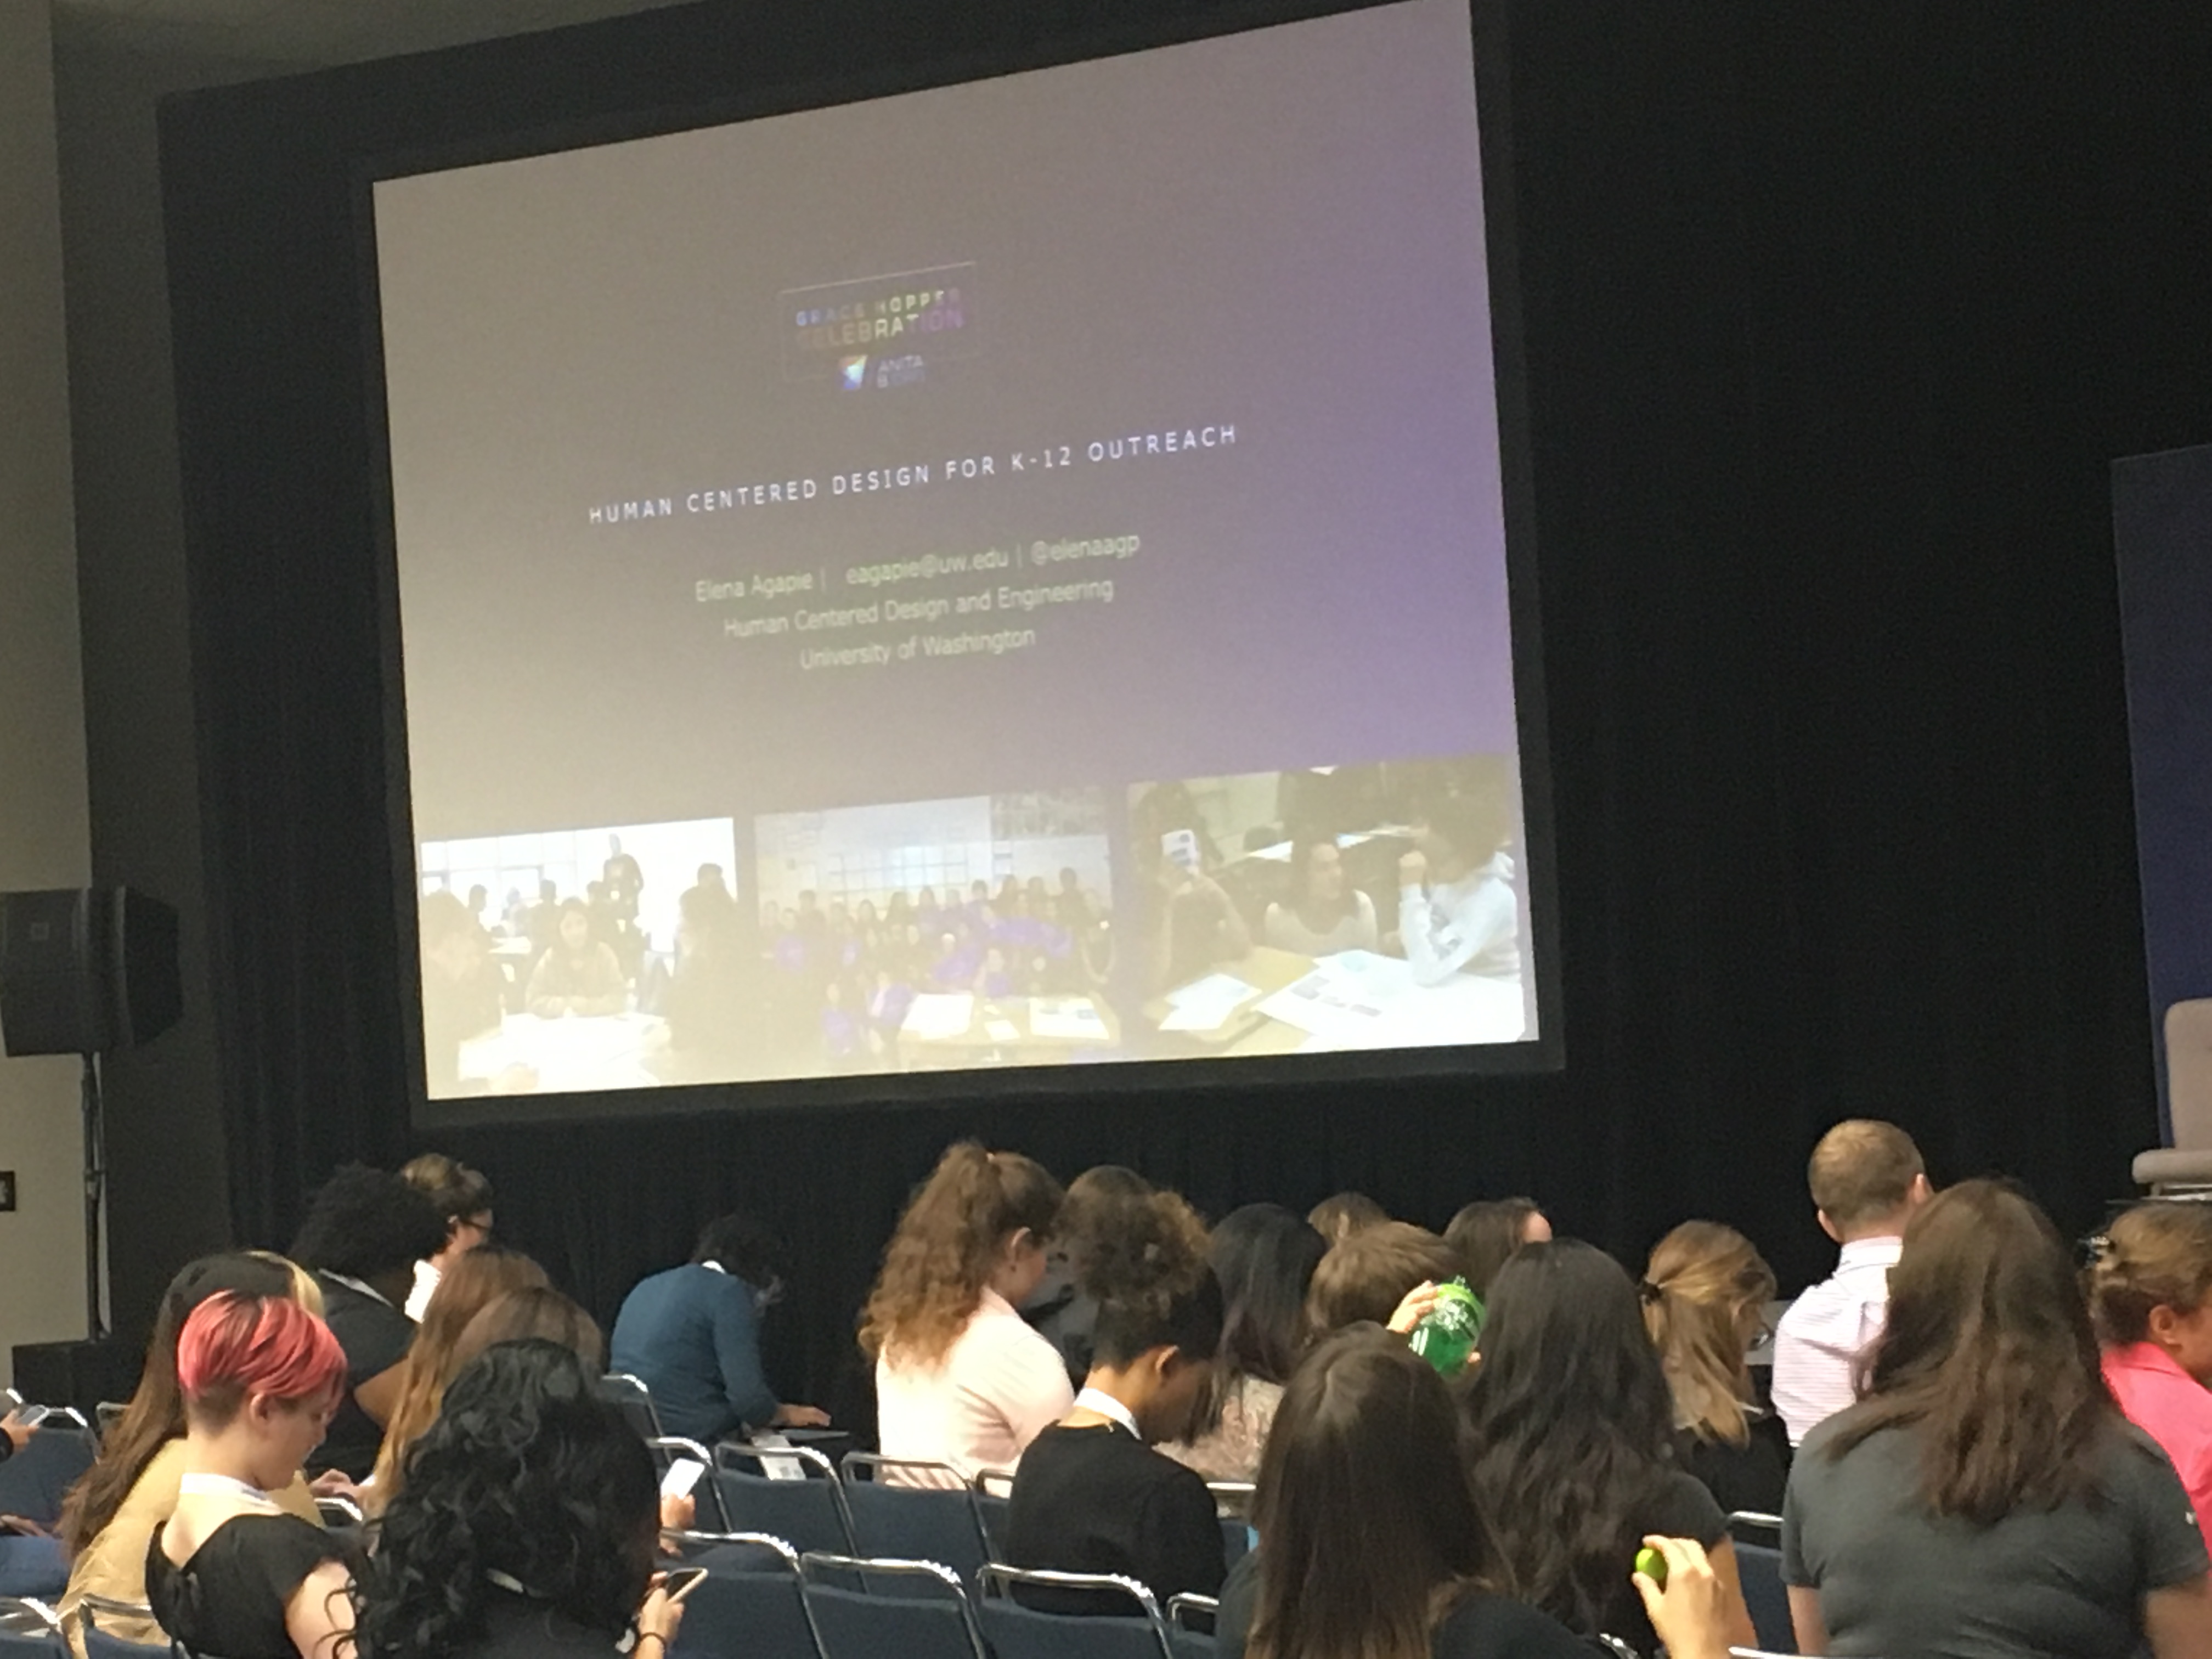 GRACE HOPPER
CELEBRATION
ANITA
B.ORG
HUMAN CENTERED DESIGN FOR K-12 OUTREACH
Elena Agapie | eagapie@uw.edu | @elenaagp
Human Centered Design and Engineering
University of Washington